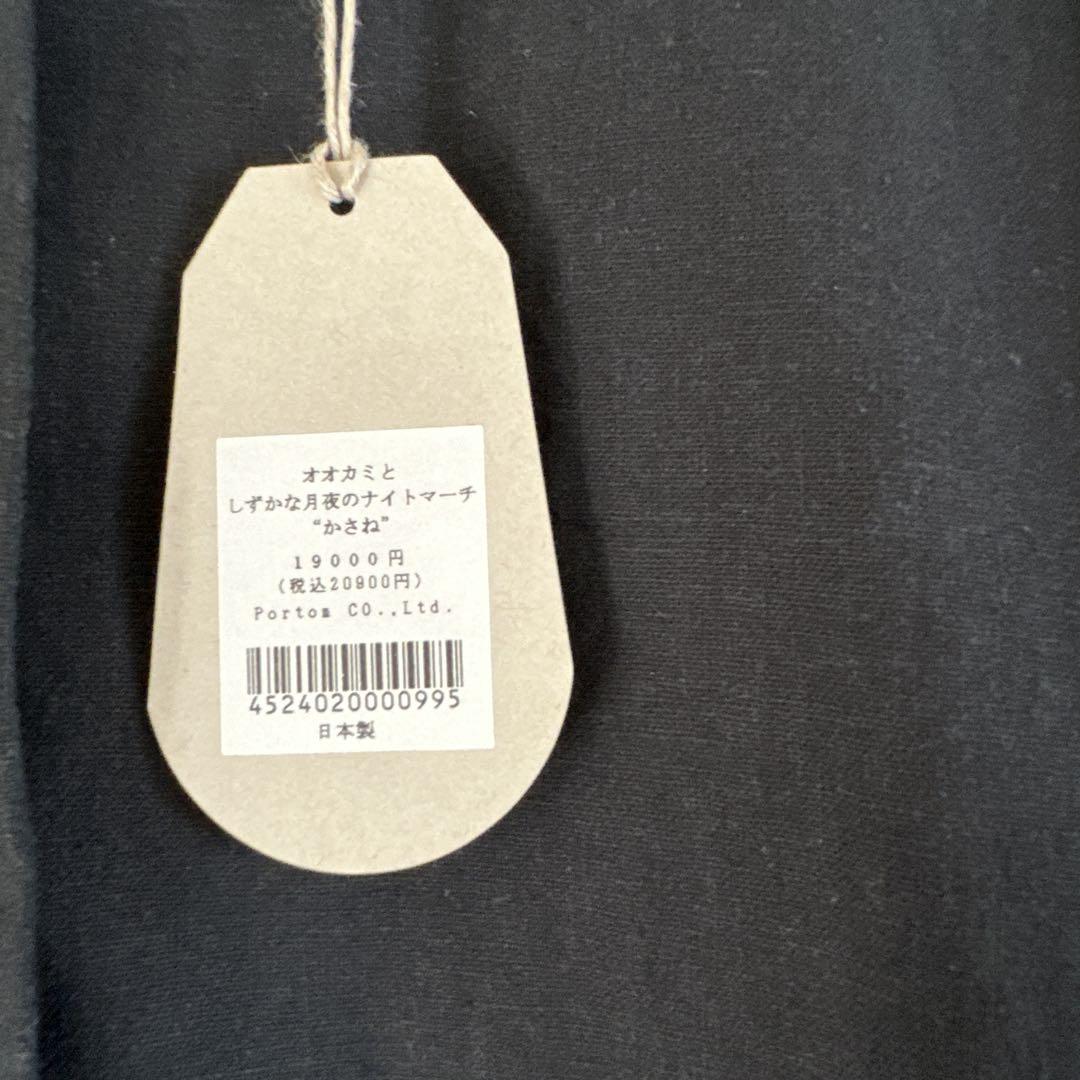 オオカミと
しずかな月夜のナイトマーチ
“かさね”
19000円
(税込20900円)
Portom CO.,Ltd.
4524020000995
日本製